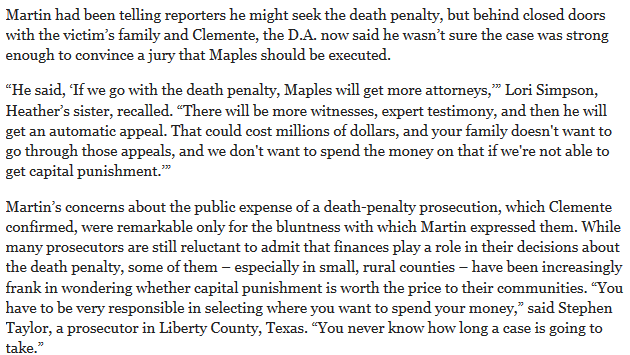 Martin had been telling reporters he might seek the death penalty, but behind closed doors
with the victim’s family and Clemente, the D.A. now said he wasn’t sure the case was strong
enough to convince a jury that Maples should be executed.
“He said, ‘If we go with the death penalty, Maples will get more attorneys,’” Lori Simpson,
Heather’s sister, recalled. “There will be more witnesses, expert testimony, and then he will
get an automatic appeal. That could cost millions of dollars, and your family doesn't want to
go through those appeals, and we don't want to spend the money on that if we're not able to
get capital punishment.’”
Martin’s concerns about the public expense of a death-penalty prosecution, which Clemente
confirmed, were remarkable only for the bluntness with which Martin expressed them. While
many prosecutors are still reluctant to admit that finances play a role in their decisions about
the death penalty, some of them – especially in small, rural counties – have been increasingly
frank in wondering whether capital punishment is worth the price to their communities. “You
have to be very responsible in selecting where you want to spend your money,” said Stephen
Taylor, a prosecutor in Liberty County, Texas. “You never know how long a case is going to
take.”